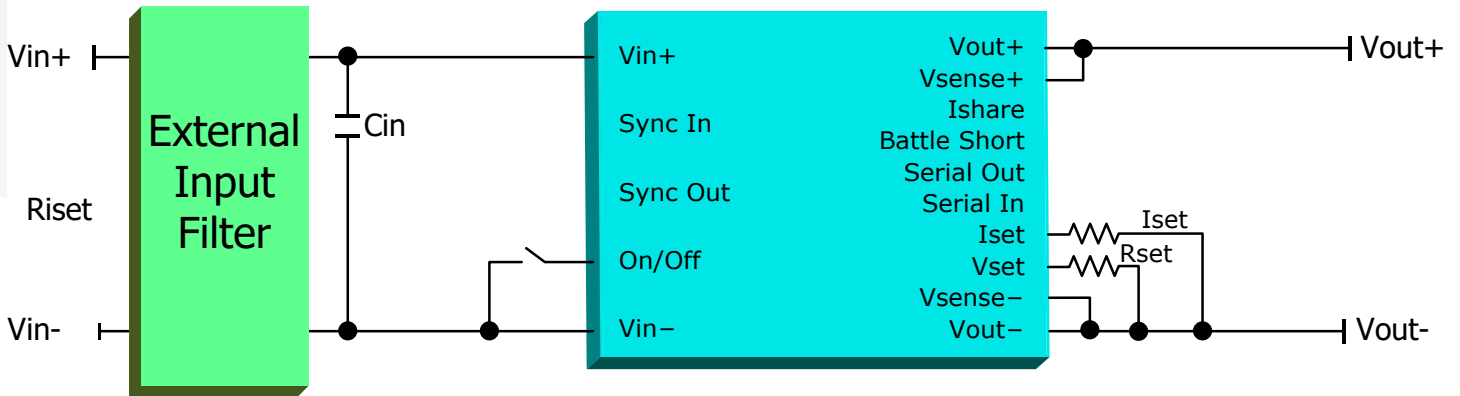 Vin+
Riset
Vin-
External
Input
Filter
Cin
Vin+
Sync In
Sync Out
On/Off
Vin−
Vout+
Vsense+
Ishare
Battle Short
Serial Out
Serial In
Iset
Vset
Vsense−
Vout−
Iset
Rset
Vout+
Vout-